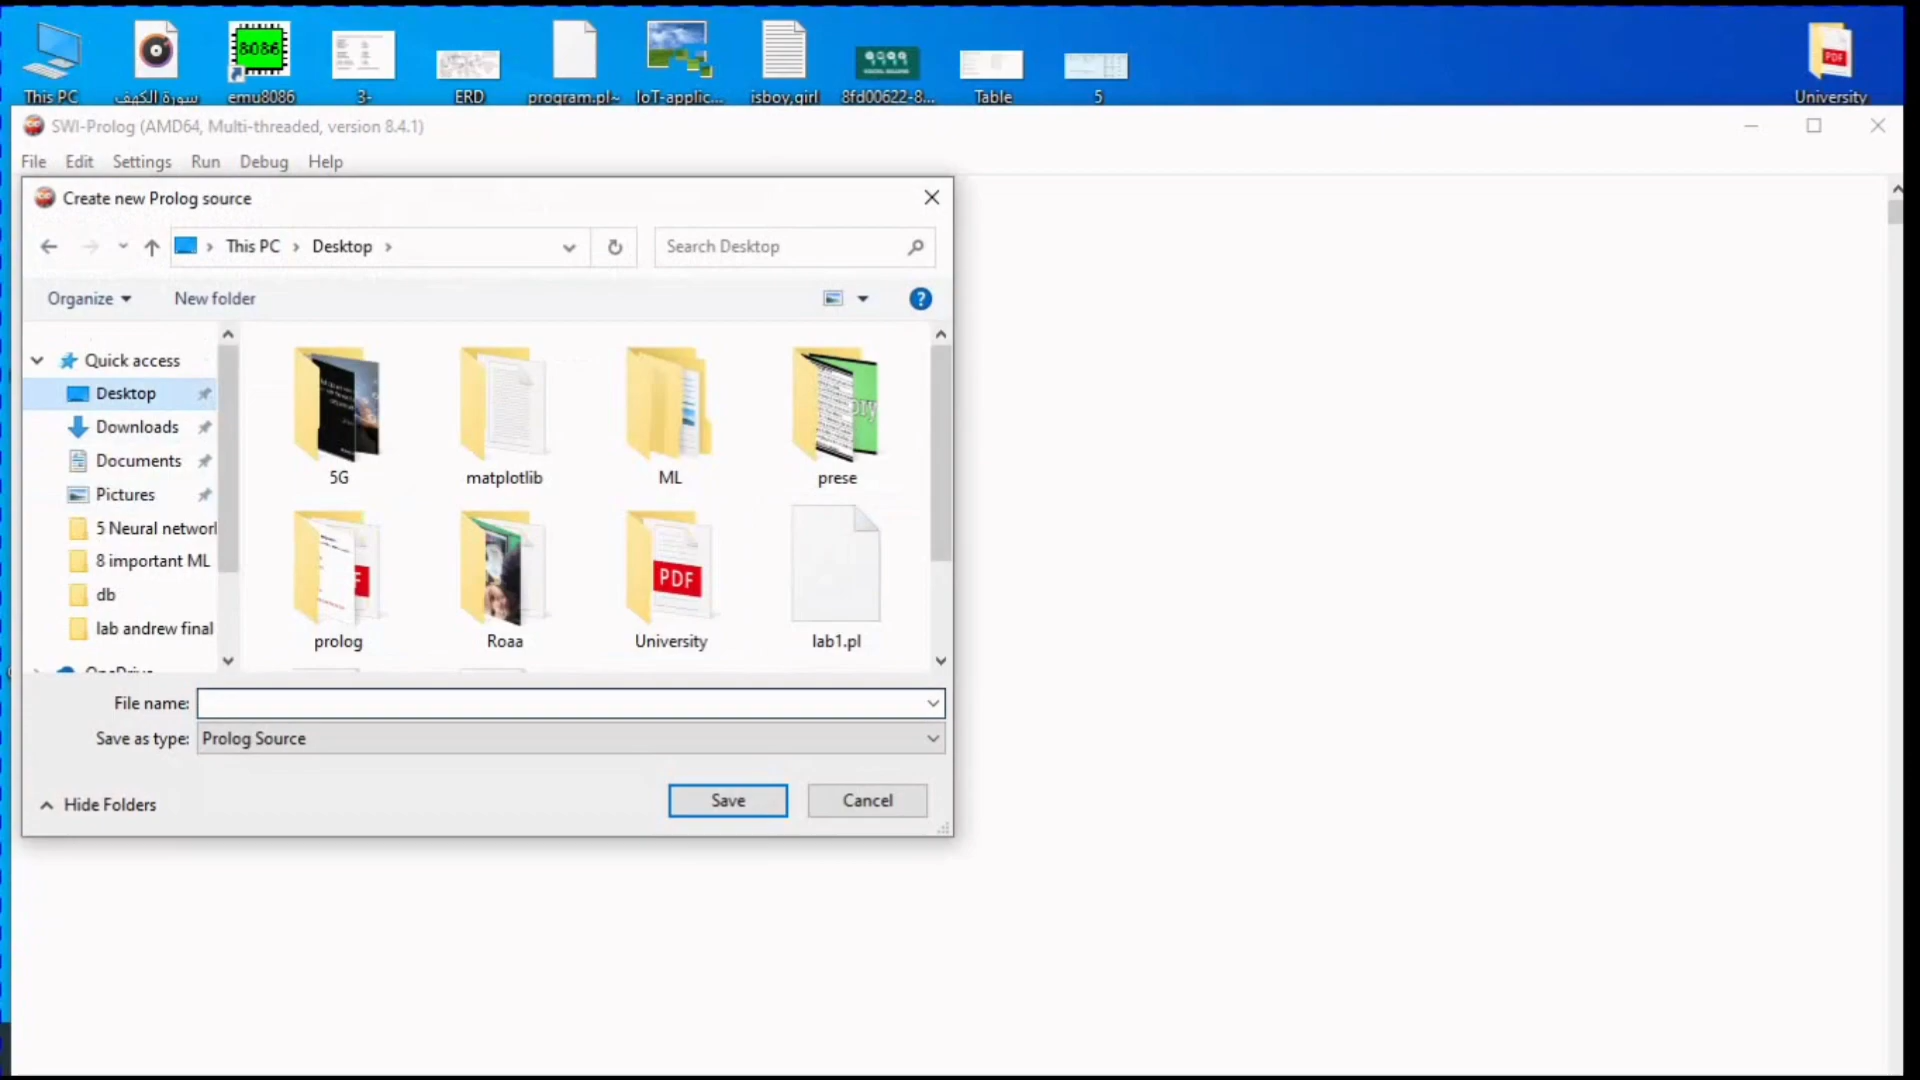 This PC
سورة الكهف
emu8086
3-
ERD
program.pl~
IoT-applic...
isboy,girl
8fd00622-8...
Table
5
University
8086
PDF
SWI-Prolog (AMD64, Multi-threaded, version 8.4.1)
File Edit Settings Run Debug Help
Create new Prolog source
This PC Desktop
Search Desktop
Organize
New folder
Quick access
Desktop
Downloads
Documents
Pictures
5 Neural networ
8 important ML
db
lab andrew final
OneDrive
5G
matplotlib
ML
prese
prolog
Roaa
PDF
University
lab1.pl
File name:
Save as type: Prolog Source
Hide Folders
Save
Cancel